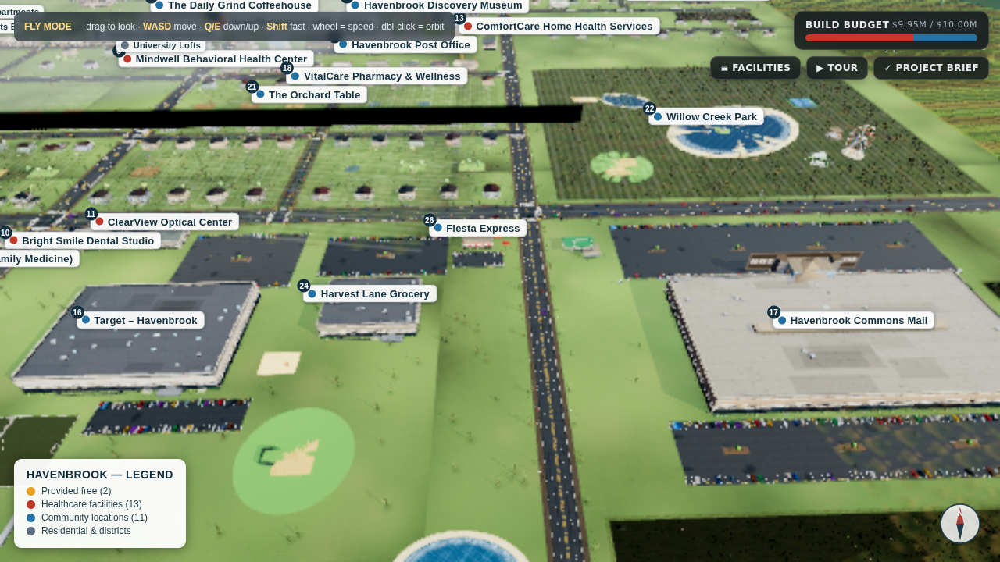 The Daily Grind Coffeehouse
Havenbrook Discovery Museum
FLY MODE — drag to look · WASD move · Q/E down/up · Shift fast · wheel = speed · dbl-click = orbit
13
ComfortCare Home Health Services
BUILD BUDGET $9.95M / $10.00M
University Lofts
Havenbrook Post Office
Mindwell Behavioral Health Center
≡ FACILITIES
▶ TOUR
✓ PROJECT BRIEF
18
VitalCare Pharmacy & Wellness
21
The Orchard Table
22
Willow Creek Park
11
ClearView Optical Center
26
Fiesta Express
10
Bright Smile Dental Studio
mily Medicine)
24
Harvest Lane Grocery
16
Target – Havenbrook
17
Havenbrook Commons Mall
HAVENBROOK — LEGEND
Provided free (2)
Healthcare facilities (13)
Community locations (11)
Residential & districts